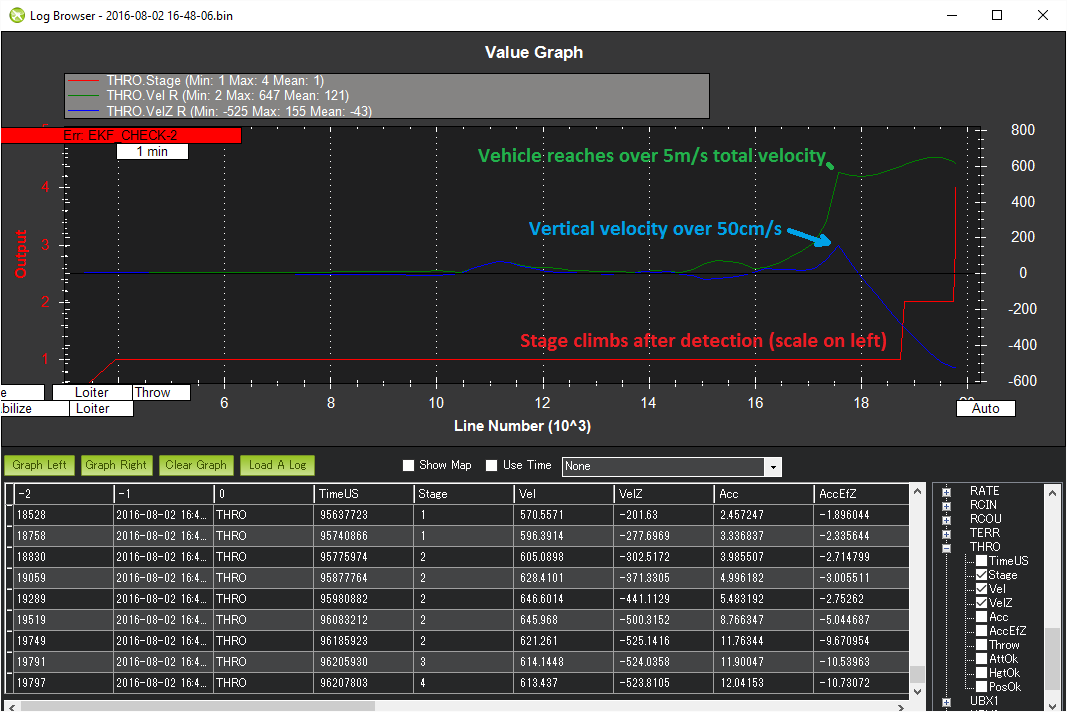 Log Browser - 2016-08-02 16-48-06.bin
Value Graph
THRO.Stage (Min: 1 Max: 4 Mean: 1)
THRO.Vel R (Min: 2 Max: 647 Mean: 121)
THRO.VelZ R (Min: -525 Max: 155 Mean: -43)
Err: EKF_CHECK-2
1 min
Vehicle reaches over 5m/s total velocity
Vertical velocity over 50cm/s
Stage climbs after detection (scale on left)
Output
4
3
2
1
800
600
400
200
0
-200
-400
-600
Loiter Throw
Loiter
Auto
6 8 10 12 14 16 18
Line Number (10^3)
Graph Left Graph Right Clear Graph Load A Log Show Map Use Time None
-2 -1 0 TimeUS Stage Vel VelZ Acc AccEfZ
18528 2016-08-02 16:4... THRO 95637723 1 570.5571 -201.63 2.457247 -1.896044
18758 2016-08-02 16:4... THRO 95740866 1 596.3914 -277.6969 3.336837 -2.335644
18830 2016-08-02 16:4... THRO 95775974 2 605.0898 -302.5172 3.985507 -2.714799
19059 2016-08-02 16:4... THRO 95877764 2 628.4101 -371.3305 4.996182 -3.005511
19289 2016-08-02 16:4... THRO 95980882 2 646.6014 -441.1129 5.483192 -2.75262
19519 2016-08-02 16:4... THRO 96083212 2 645.968 -500.3152 8.766347 -5.044687
19749 2016-08-02 16:4... THRO 96185923 2 621.261 -525.1416 11.76344 -9.670954
19791 2016-08-02 16:4... THRO 96205930 3 614.1448 -524.0358 11.90047 -10.53963
19797 2016-08-02 16:4... THRO 96207803 4 613.437 -523.8105 12.04153 -10.73072
RATE
RCIN
RCOU
TERR
THRO
TimeUS
Stage
Vel
VelZ
Acc
AccEfZ
Throw
AttOk
HgtOk
PosOk
UBX1